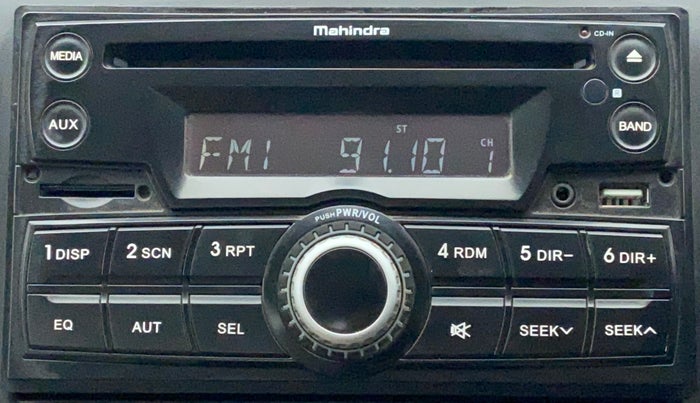 Mahindra
CD-IN
MEDIA
AUX
BAND
ST
FM1 91.10 CH 1
PUSH PWR/VOL
1 DISP 2 SCN 3 RPT 4 RDM 5 DIR- 6 DIR+
EQ AUT SEL SEEK SEEK